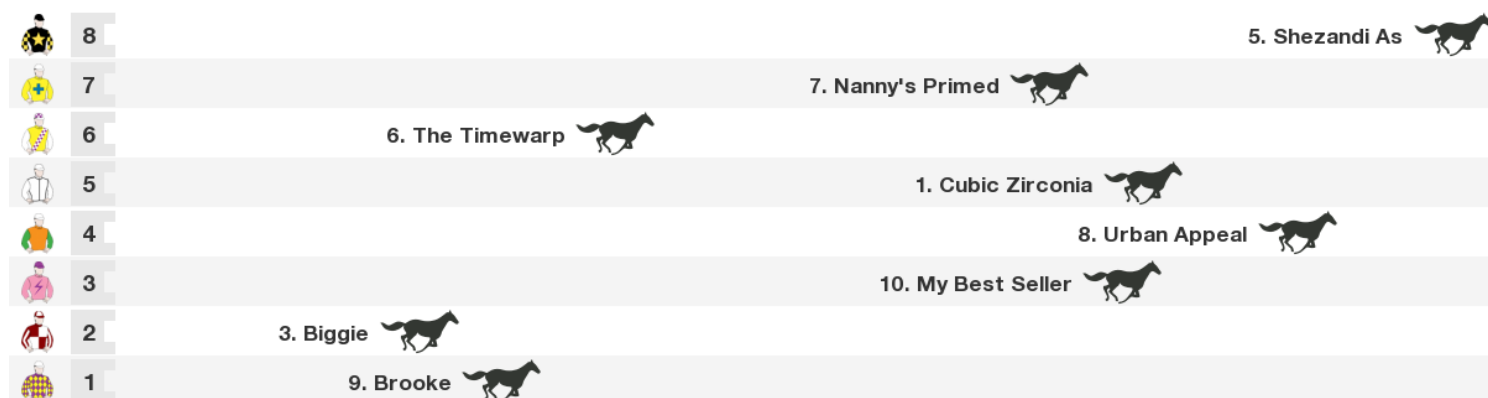 8 5. Shezandi As
7 7. Nanny's Primed
6 6. The Timewarp
5 1. Cubic Zirconia
4 8. Urban Appeal
3 10. My Best Seller
2 3. Biggie
1 9. Brooke